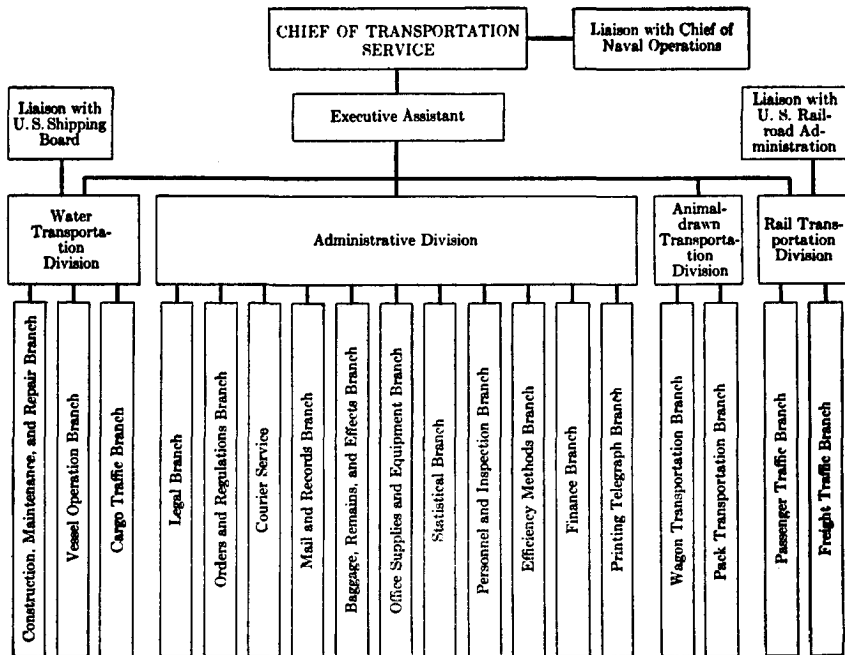 CHIEF OF TRANSPORTATION
SERVICE
Liaison with Chief of
Naval Operations
Liaison with
U. S. Shipping
Board
Executive Assistant
Liaison with
U. S. Rail-
road Ad-
ministration
Water
Transporta-
tion
Division
Administrative Division
Animal-
drawn
Transporta-
tion
Division
Rail Trans-
portation
Division
Construction, Maintenance, and Repair Branch
Vessel Operation Branch
Cargo Traffic Branch
Legal Branch
Orders and Regulations Branch
Courier Service
Mail and Records Branch
Baggage, Remains, and Effects Branch
Office Supplies and Equipment Branch
Statistical Branch
Personnel and Inspection Branch
Efficiency Methods Branch
Finance Branch
Printing Telegraph Branch
Wagon Transportation Branch
Pack Transportation Branch
Passenger Traffic Branch
Freight Traffic Branch